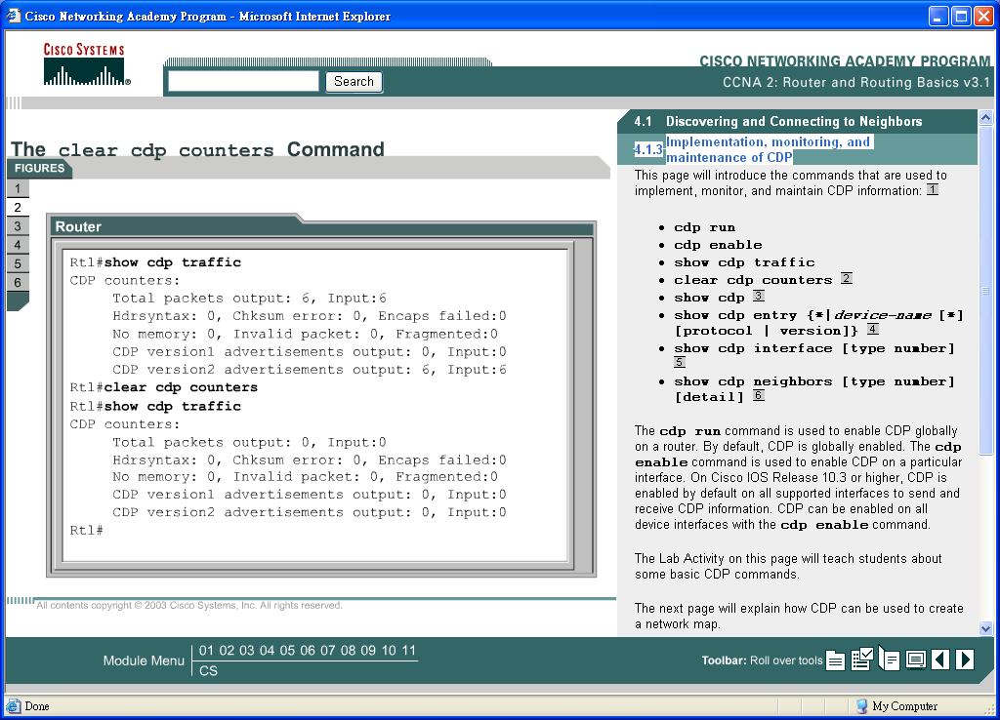 Cisco Networking Academy Program - Microsoft Internet Explorer
CISCO SYSTEMS
®
Search
CISCO NETWORKING ACADEMY PROGRAM
CCNA 2: Router and Routing Basics v3.1
The clear cdp counters Command
FIGURES
1
2
3
4
5
6
Router
Rtl#show cdp traffic
CDP counters:
Total packets output: 6, Input:6
Hdrsyntax: 0, Chksum error: 0, Encaps failed:0
No memory: 0, Invalid packet: 0, Fragmented:0
CDP version1 advertisements output: 0, Input:0
CDP version2 advertisements output: 6, Input:6
Rtl#clear cdp counters
Rtl#show cdp traffic
CDP counters:
Total packets output: 0, Input:0
Hdrsyntax: 0, Chksum error: 0, Encaps failed:0
No memory: 0, Invalid packet: 0, Fragmented:0
CDP version1 advertisements output: 0, Input:0
CDP version2 advertisements output: 0, Input:0
Rtl#
All contents copyright © 2003 Cisco Systems, Inc. All rights reserved.
4.1 Discovering and Connecting to Neighbors
4.1.3 Implementation, monitoring, and
maintenance of CDP
This page will introduce the commands that are used to
implement, monitor, and maintain CDP information: 1
• cdp run
• cdp enable
• show cdp traffic
• clear cdp counters 2
• show cdp 3
• show cdp entry {*|device-name [*]
[protocol | version]} 4
• show cdp interface [type number]
5
• show cdp neighbors [type number]
[detail] 6
The cdp run command is used to enable CDP globally
on a router. By default, CDP is globally enabled. The cdp
enable command is used to enable CDP on a particular
interface. On Cisco IOS Release 10.3 or higher, CDP is
enabled by default on all supported interfaces to send and
receive CDP information. CDP can be enabled on all
device interfaces with the cdp enable command.
The Lab Activity on this page will teach students about
some basic CDP commands.
The next page will explain how CDP can be used to create
a network map.
Module Menu
01 02 03 04 05 06 07 08 09 10 11
CS
Toolbar: Roll over tools
Done
My Computer